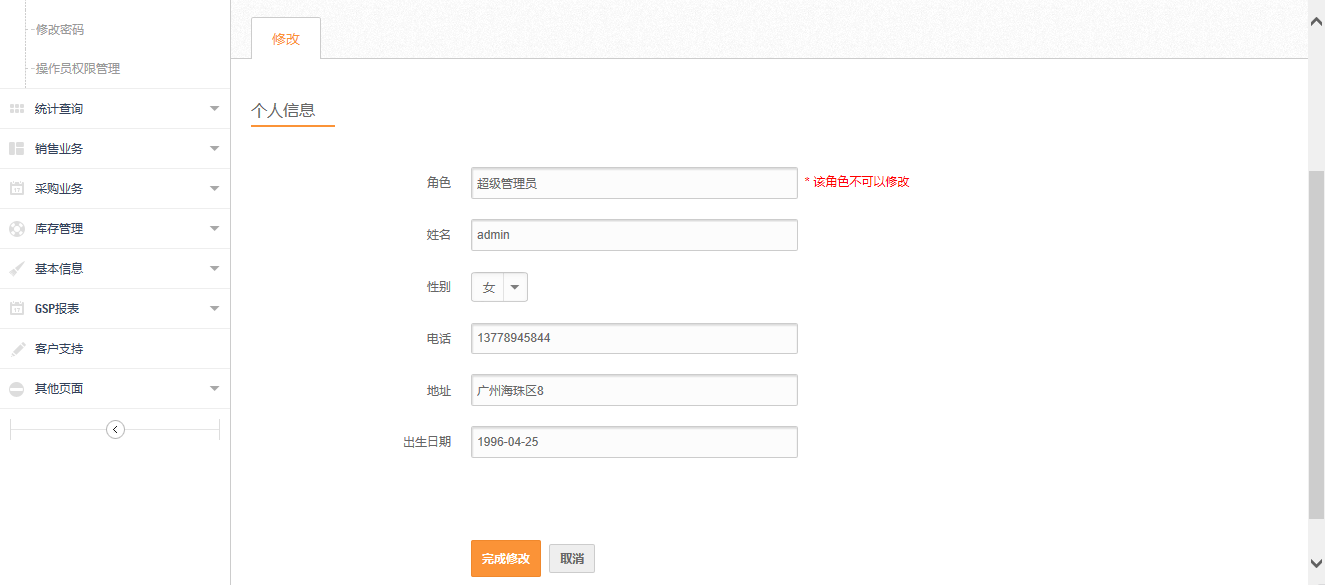 修改密码
操作员权限管理
统计查询
销售业务
采购业务
库存管理
基本信息
GSP报表
客户支持
其他页面
修改
个人信息
角色 超级管理员 * 该角色不可以修改
姓名 admin
性别 女
电话 13778945844
地址 广州海珠区8
出生日期 1996-04-25
完成修改 取消